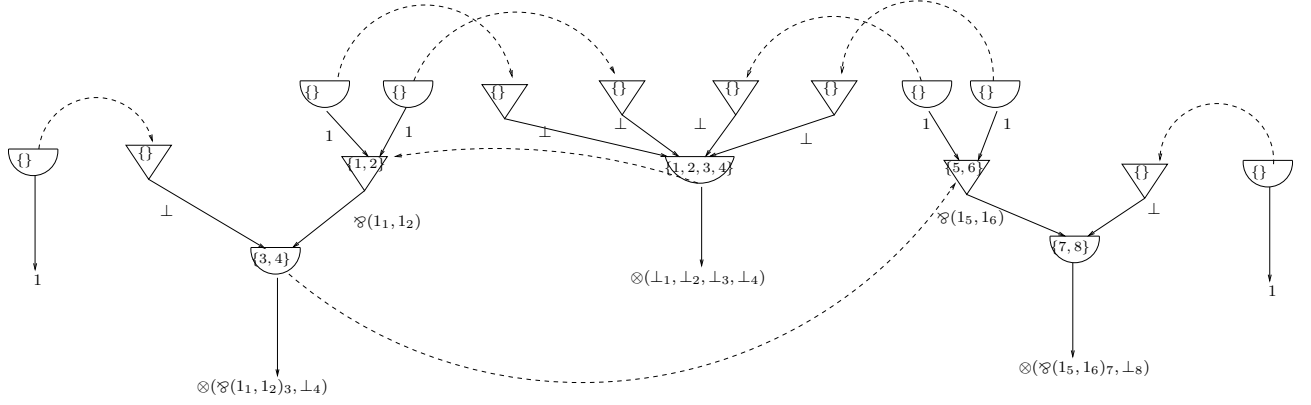 {} {} {} {} {} {} {} {}
{} {} {} {}
1 1 ⊥ ⊥ ⊥ ⊥ 1 1
{1, 2} {1, 2, 3, 4} {5, 6}
⊥ ⅋(1₁, 1₂) ⅋(1₅, 1₆) ⊥
{3, 4} {7, 8}
1 ⊗(⊥₁, ⊥₂, ⊥₃, ⊥₄) 1
⊗(⅋(1₁, 1₂)₃, ⊥₄) ⊗(⅋(1₅, 1₆)₇, ⊥₈)